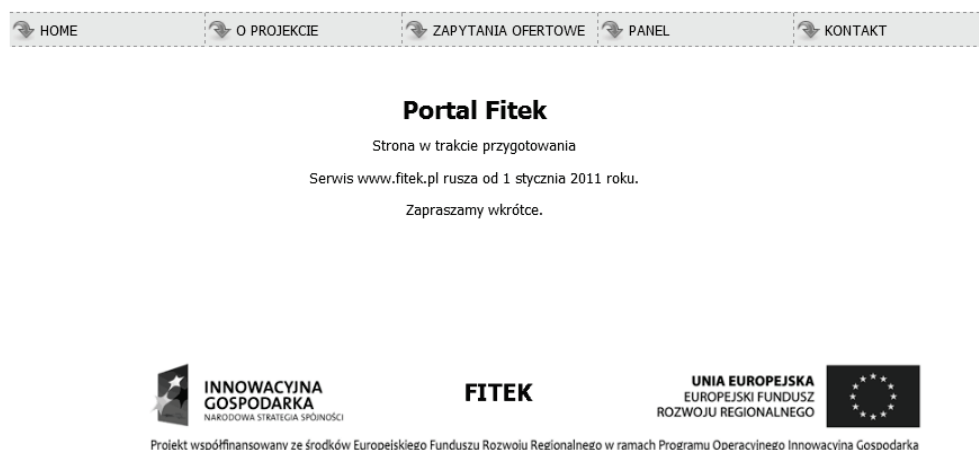 HOME O PROJEKCIE ZAPYTANIA OFERTOWE PANEL KONTAKT
Portal Fitek
Strona w trakcie przygotowania
Serwis www.fitek.pl rusza od 1 stycznia 2011 roku.
Zapraszamy wkrótce.
INNOWACYJNA
GOSPODARKA
NARODOWA STRATEGIA SPÓJNOŚCI
FITEK
UNIA EUROPEJSKA
EUROPEJSKI FUNDUSZ
ROZWOJU REGIONALNEGO
Projekt współfinansowany ze środków Europejskiego Funduszu Rozwoju Regionalnego w ramach Programu Operacyjnego Innowacyjna Gospodarka